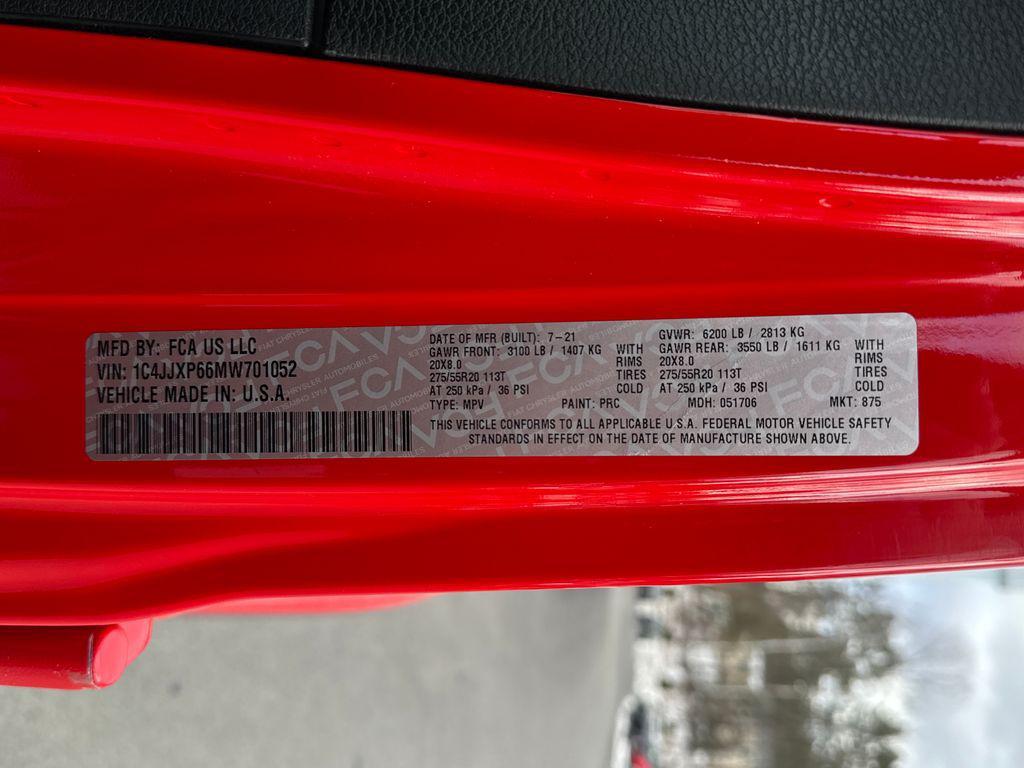 MFD BY: FCA US LLC
VIN: 1C4JJXP66MW701052
VEHICLE MADE IN: U.S.A.
DATE OF MFR (BUILT): 7-21
GAWR FRONT: 3100 LB / 1407 KG WITH
20X8.0 RIMS
275/55R20 113T TIRES
AT 250 kPa / 36 PSI COLD
TYPE: MPV PAINT: PRC
GVWR: 6200 LB / 2813 KG
GAWR REAR: 3550 LB / 1611 KG WITH
20X8.0 RIMS
275/55R20 113T TIRES
AT 250 kPa / 36 PSI COLD
MDH: 051706 MKT: 875
THIS VEHICLE CONFORMS TO ALL APPLICABLE U.S.A. FEDERAL MOTOR VEHICLE SAFETY
STANDARDS IN EFFECT ON THE DATE OF MANUFACTURE SHOWN ABOVE.